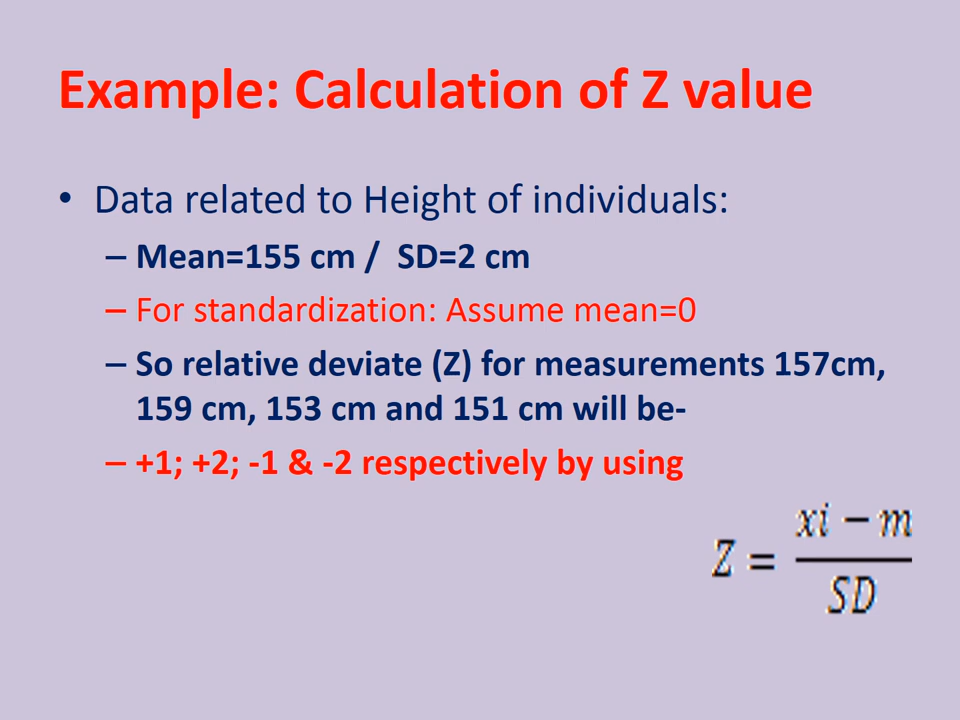 Example: Calculation of Z value
• Data related to Height of individuals:
– Mean=155 cm /  SD=2 cm
– For standardization: Assume mean=0
– So relative deviate (Z) for measurements 157cm,
159 cm, 153 cm and 151 cm will be-
– +1; +2; -1 & -2 respectively by using
Z = (xi − m) / SD